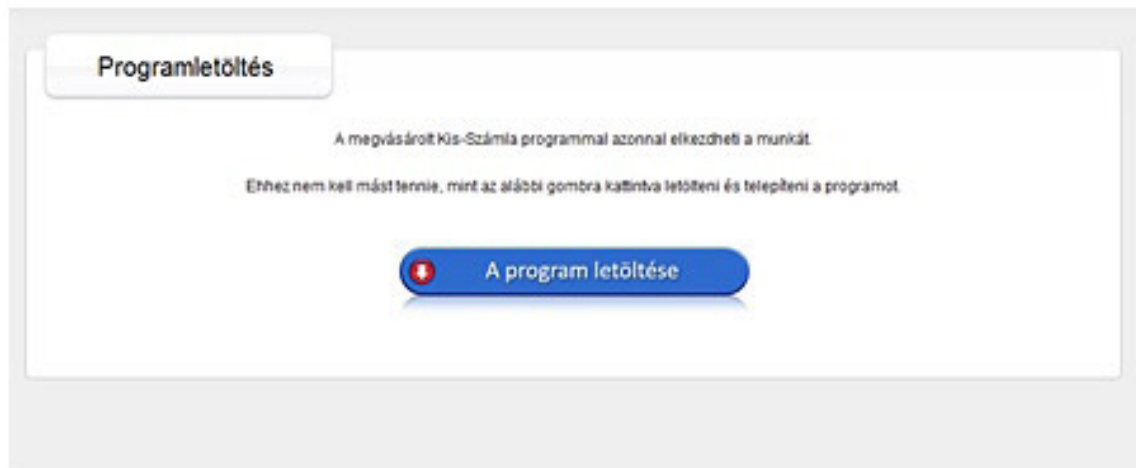 Programletöltés
A megvásárolt Kis-Számla programmal azonnal elkezdheti a munkát.
Ehhez nem kell mást tennie, mint az alábbi gombra kattintva letölteni és telepíteni a programot.
A program letöltése